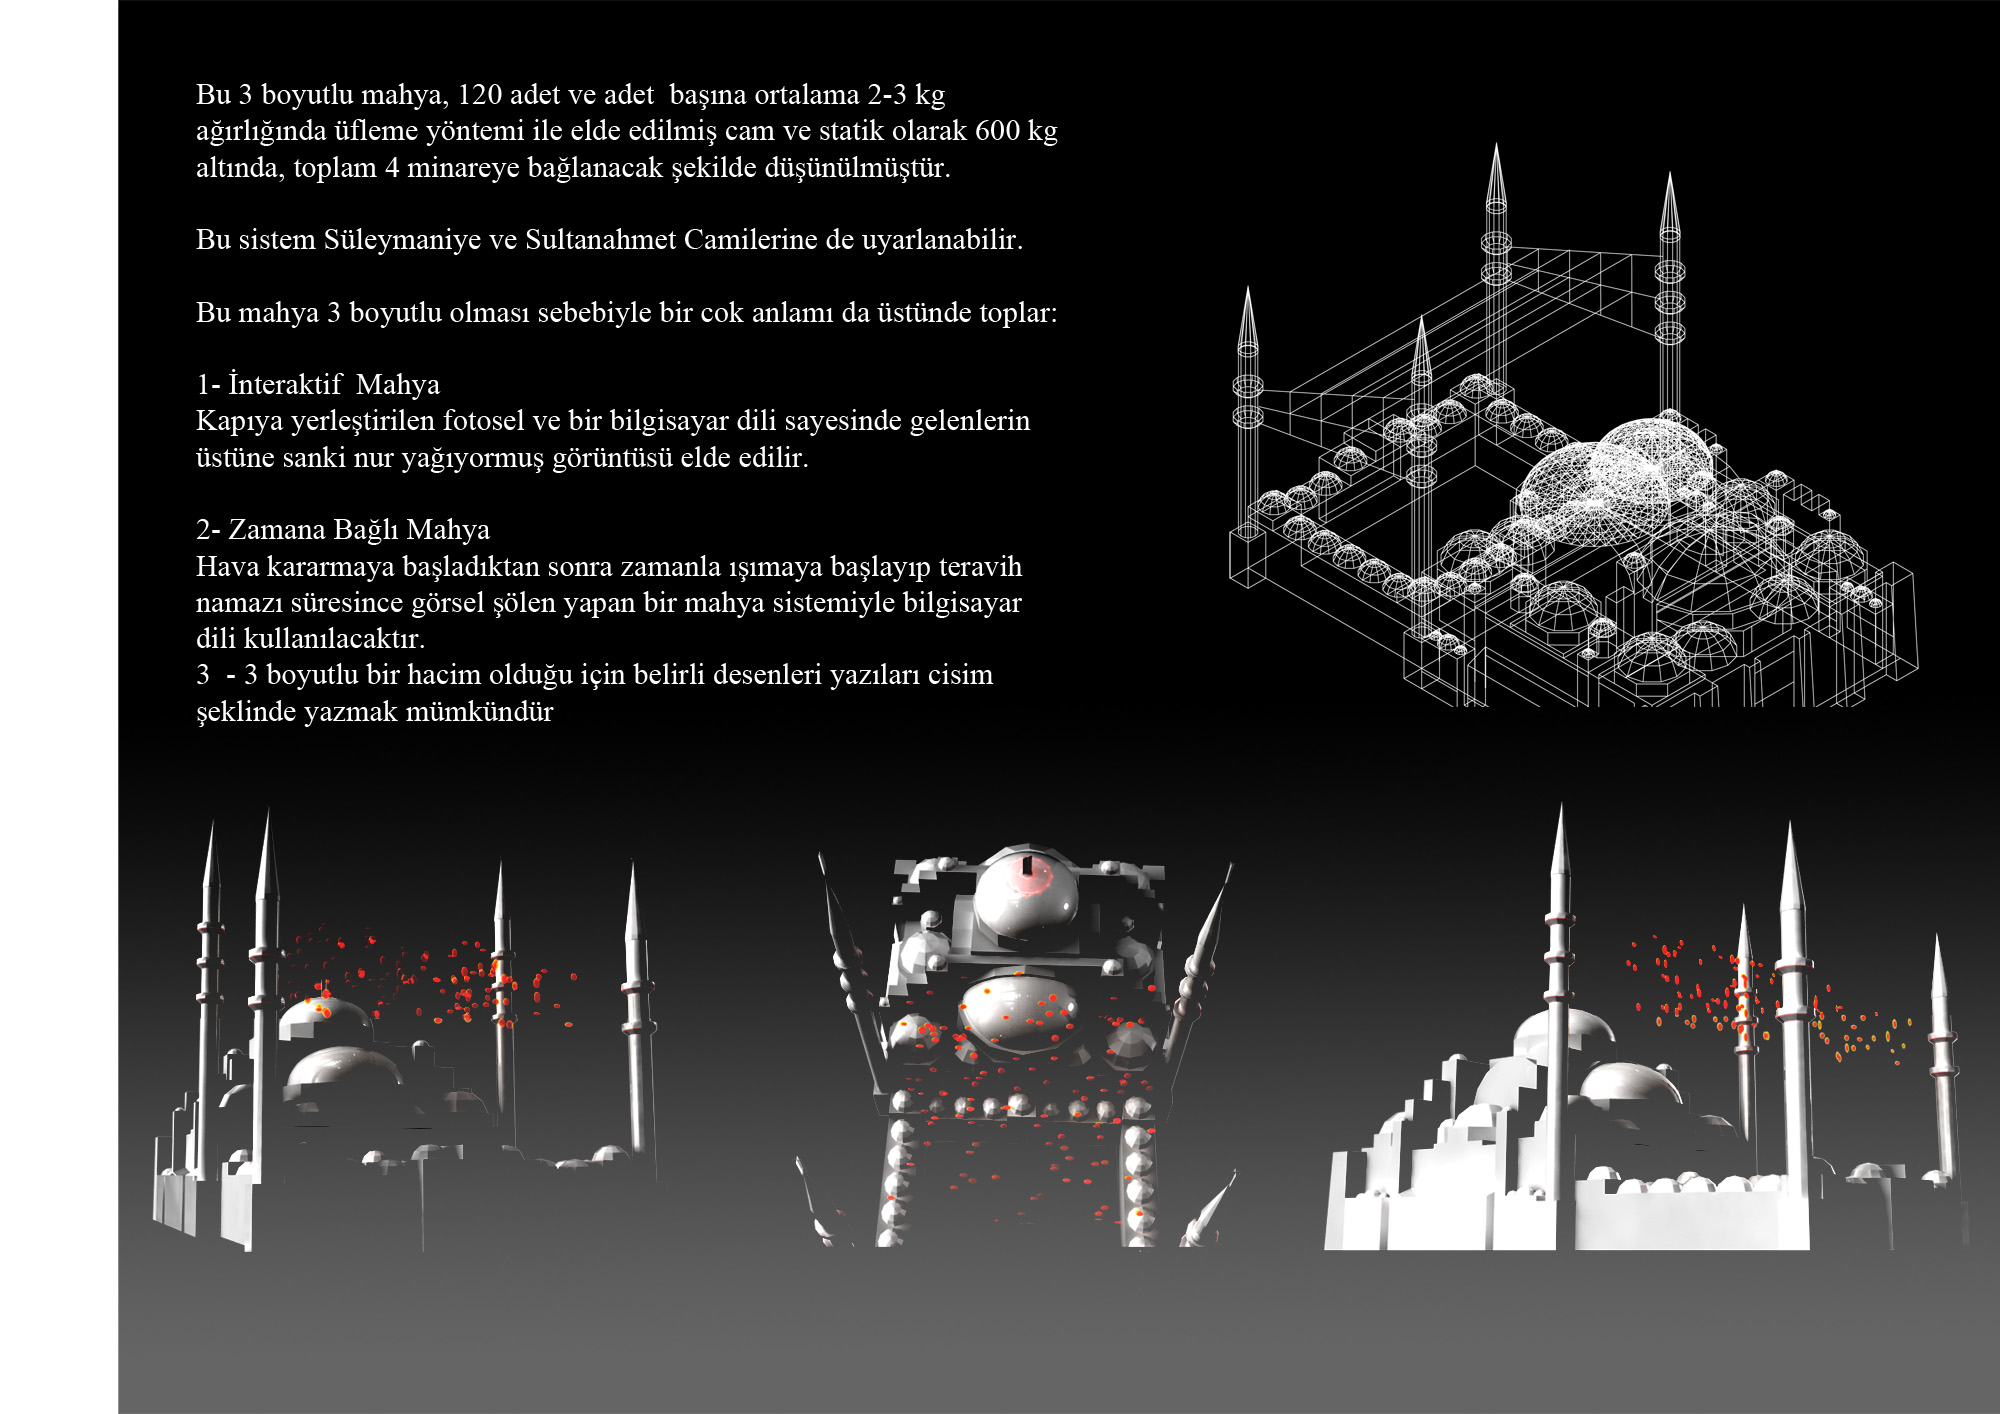 Bu 3 boyutlu mahya, 120 adet ve adet  başına ortalama 2-3 kg
ağırlığında üfleme yöntemi ile elde edilmiş cam ve statik olarak 600 kg
altında, toplam 4 minareye bağlanacak şekilde düşünülmüştür.
Bu sistem Süleymaniye ve Sultanahmet Camilerine de uyarlanabilir.
Bu mahya 3 boyutlu olması sebebiyle bir cok anlamı da üstünde toplar:
1- İnteraktif  Mahya
Kapıya yerleştirilen fotosel ve bir bilgisayar dili sayesinde gelenlerin
üstüne sanki nur yağıyormuş görüntüsü elde edilir.
2- Zamana Bağlı Mahya
Hava kararmaya başladıktan sonra zamanla ışımaya başlayıp teravih
namazı süresince görsel şölen yapan bir mahya sistemiyle bilgisayar
dili kullanılacaktır.
3  - 3 boyutlu bir hacim olduğu için belirli desenleri yazıları cisim
şeklinde yazmak mümkündür